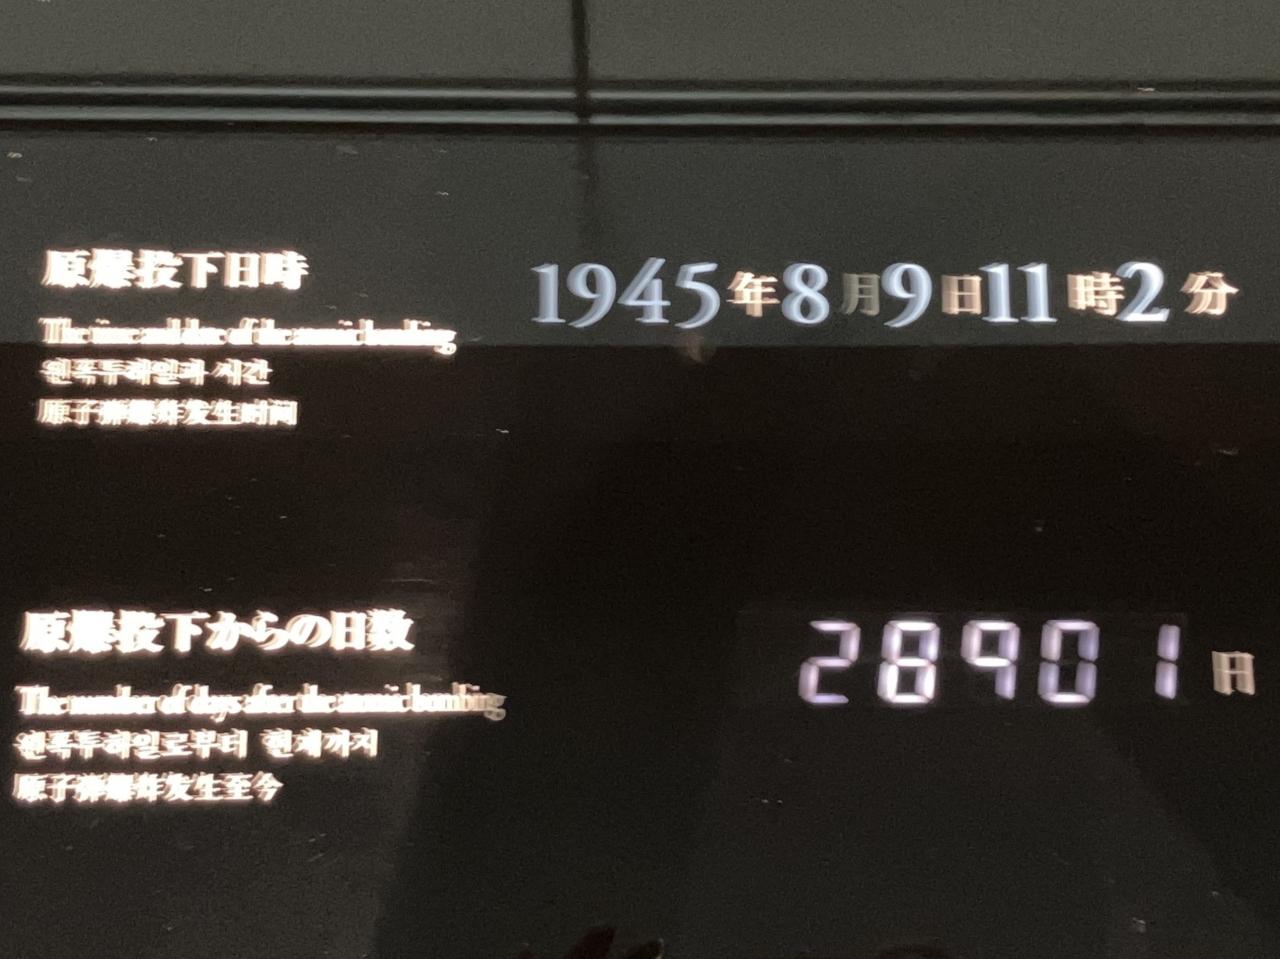 原爆投下日時
1945年8月9日11時2分
The time and date of the atomic bombing
원폭투하일과 시간
原子弹爆炸发生时间
原爆投下からの日数
28901日
The number of days after the atomic bombing
원폭투하일로부터 현재까지
原子弹爆炸发生至今